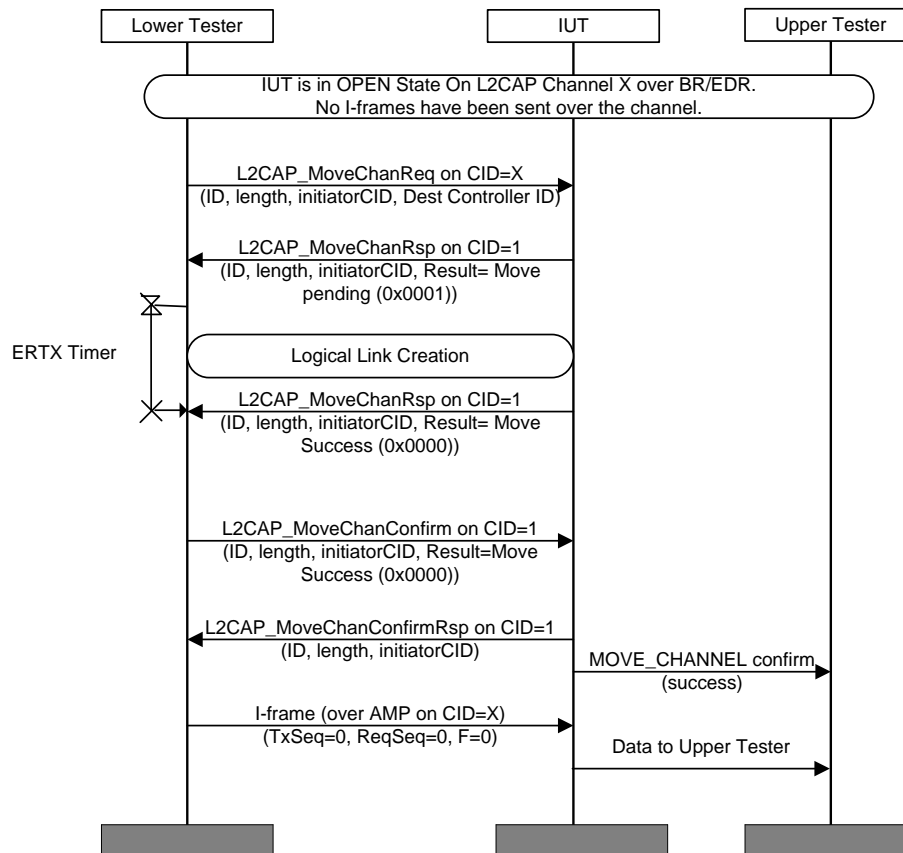 Lower Tester
IUT
Upper Tester
IUT is in OPEN State On L2CAP Channel X over BR/EDR.
No I-frames have been sent over the channel.
L2CAP_MoveChanReq on CID=X
(ID, length, initiatorCID, Dest Controller ID)
L2CAP_MoveChanRsp on CID=1
(ID, length, initiatorCID, Result= Move
pending (0x0001))
ERTX Timer
Logical Link Creation
L2CAP_MoveChanRsp on CID=1
(ID, length, initiatorCID, Result= Move
Success (0x0000))
L2CAP_MoveChanConfirm on CID=1
(ID, length, initiatorCID, Result=Move
Success (0x0000))
L2CAP_MoveChanConfirmRsp on CID=1
(ID, length, initiatorCID)
MOVE_CHANNEL confirm
(success)
I-frame (over AMP on CID=X)
(TxSeq=0, ReqSeq=0, F=0)
Data to Upper Tester